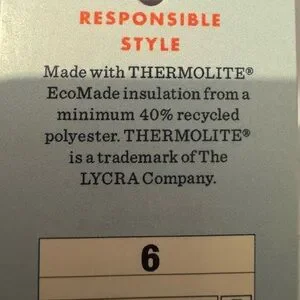 RESPONSIBLE
STYLE
Made with THERMOLITE®
EcoMade insulation from a
minimum 40% recycled
polyester. THERMOLITE®
is a trademark of The
LYCRA Company.
6